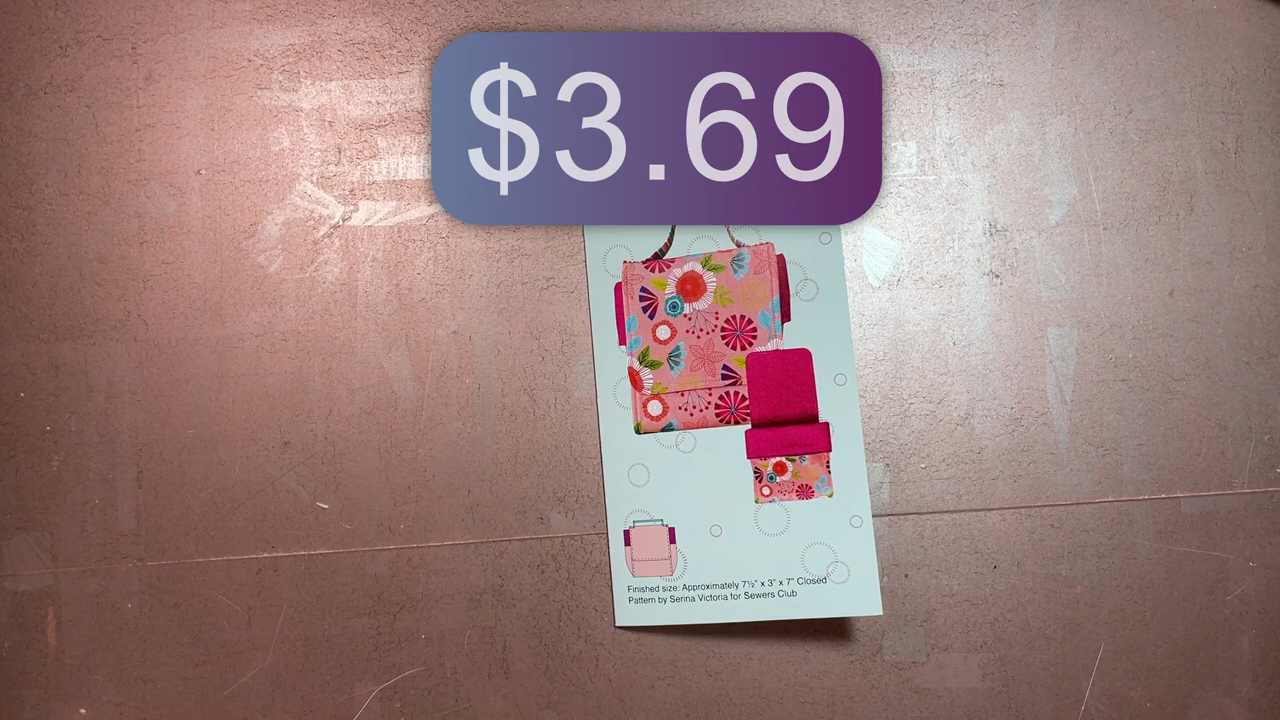 $3.69
Finished size: Approximately 7½" x 3" x 7" Closed
Pattern by Serina Victoria for Sewers Club